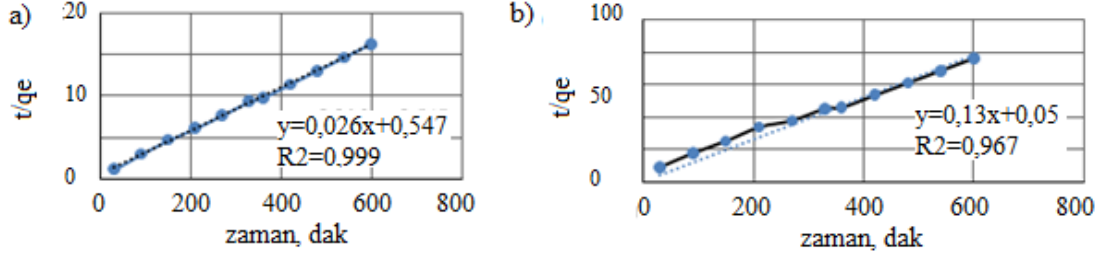 a)
20
10
0
t/qe
y=0,026x+0,547
R2=0.999
0 200 400 600 800
zaman, dak
b)
100
50
0
t/qe
y=0,13x+0,05
R2=0,967
0 200 400 600 800
zaman, dak